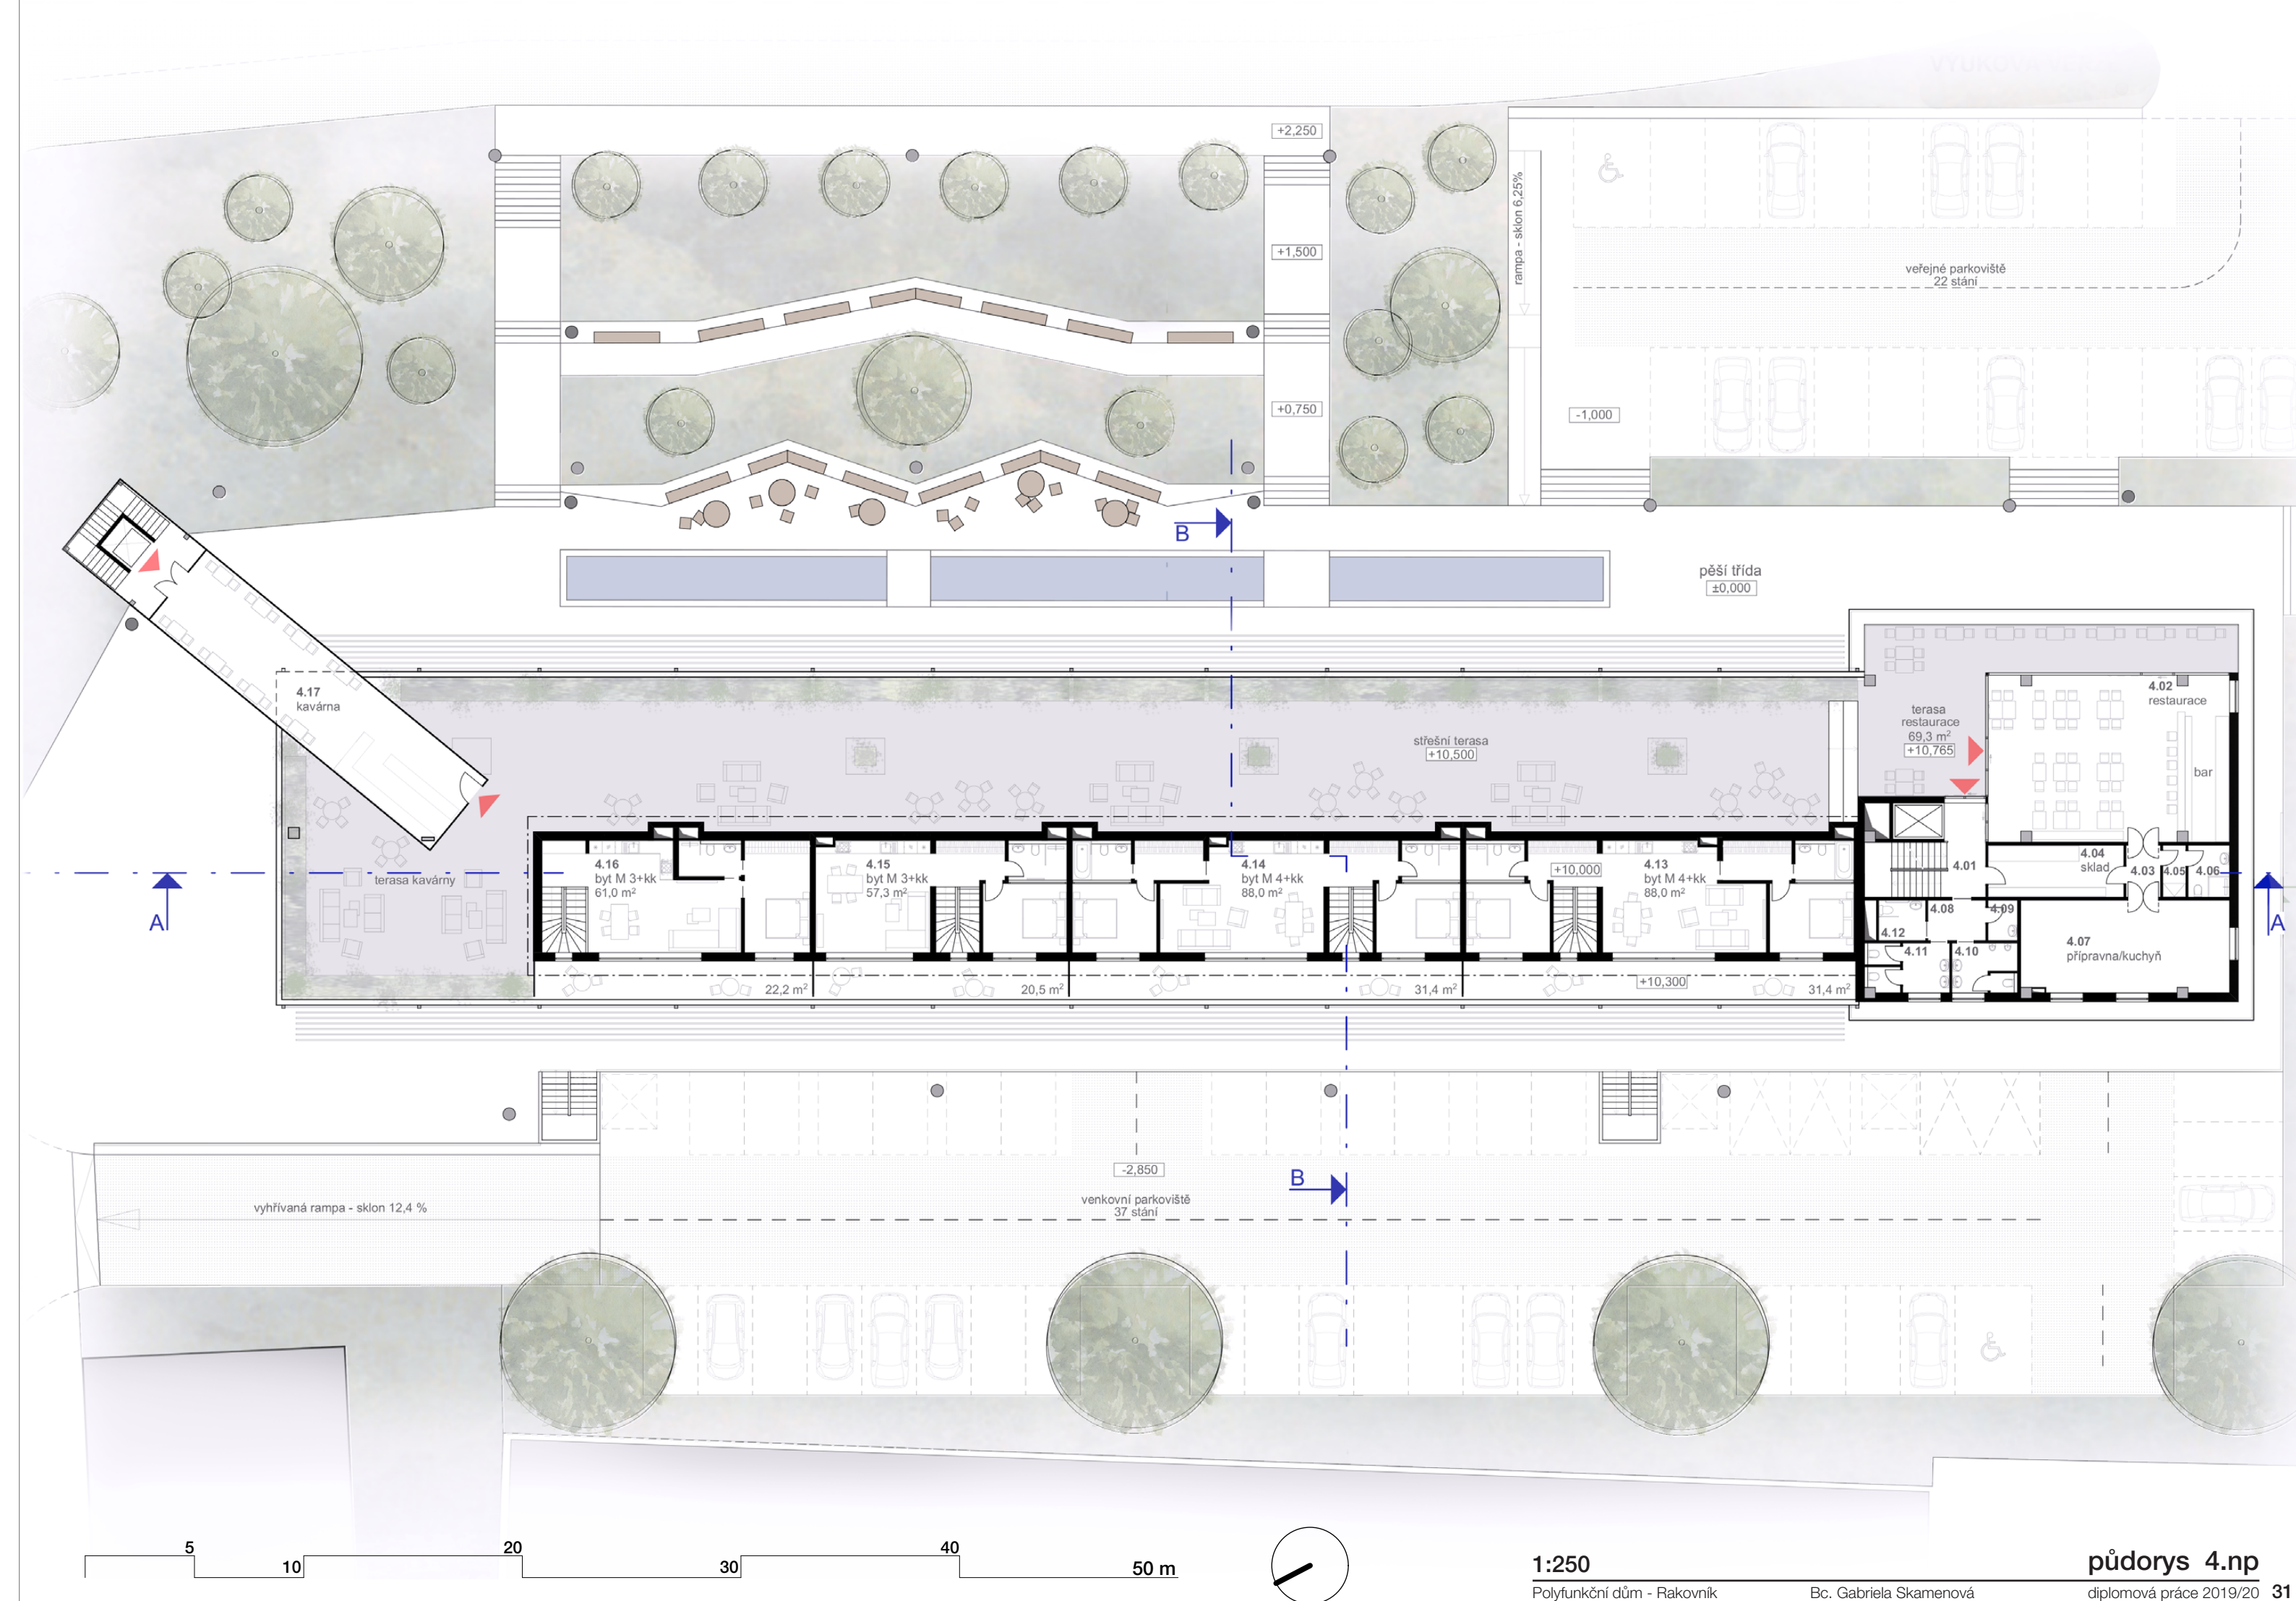 +2,250
+1,500
+0,750
rampa - sklon 6,25%
veřejné parkoviště
22 stání
-1,000
B
pěší třída
±0,000
4.17
kavárna
střešní terasa
+10,500
terasa
restaurace
69,3 m²
+10,765
4.02
restaurace
bar
terasa kavárny
A
4.16
byt M 3+kk
61,0 m²
4.15
byt M 3+kk
57,3 m²
4.14
byt M 4+kk
88,0 m²
+10,000
4.13
byt M 4+kk
88,0 m²
4.01
4.04
sklad
4.03
4.05
4.06
4.08
4.09
4.12
4.11
4.10
4.07
přípravna/kuchyň
A
22,2 m²
20,5 m²
31,4 m²
+10,300
31,4 m²
-2,850
B
venkovní parkoviště
37 stání
vyhřívaná rampa - sklon 12,4 %
5
10
20
30
40
50 m
1:250
půdorys 4.np
Polyfunkční dům - Rakovník
Bc. Gabriela Skamenová
diplomová práce 2019/20 31